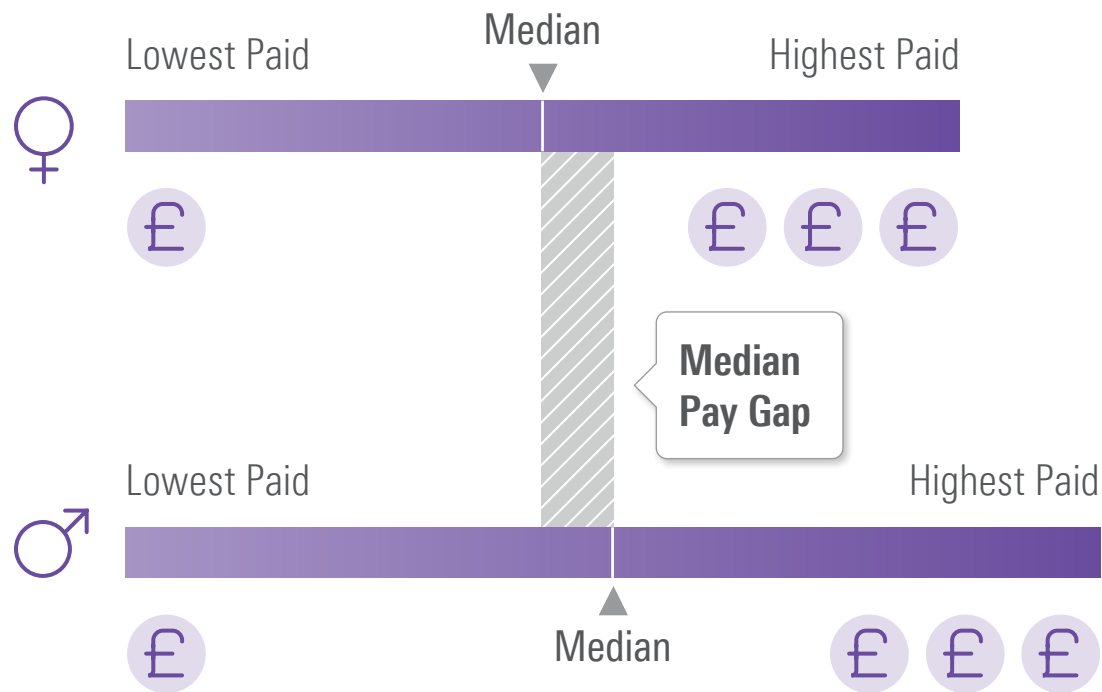 Median
Lowest Paid
Highest Paid
£
£ £ £
Median
Pay Gap
Lowest Paid
Highest Paid
Median
£
£ £ £